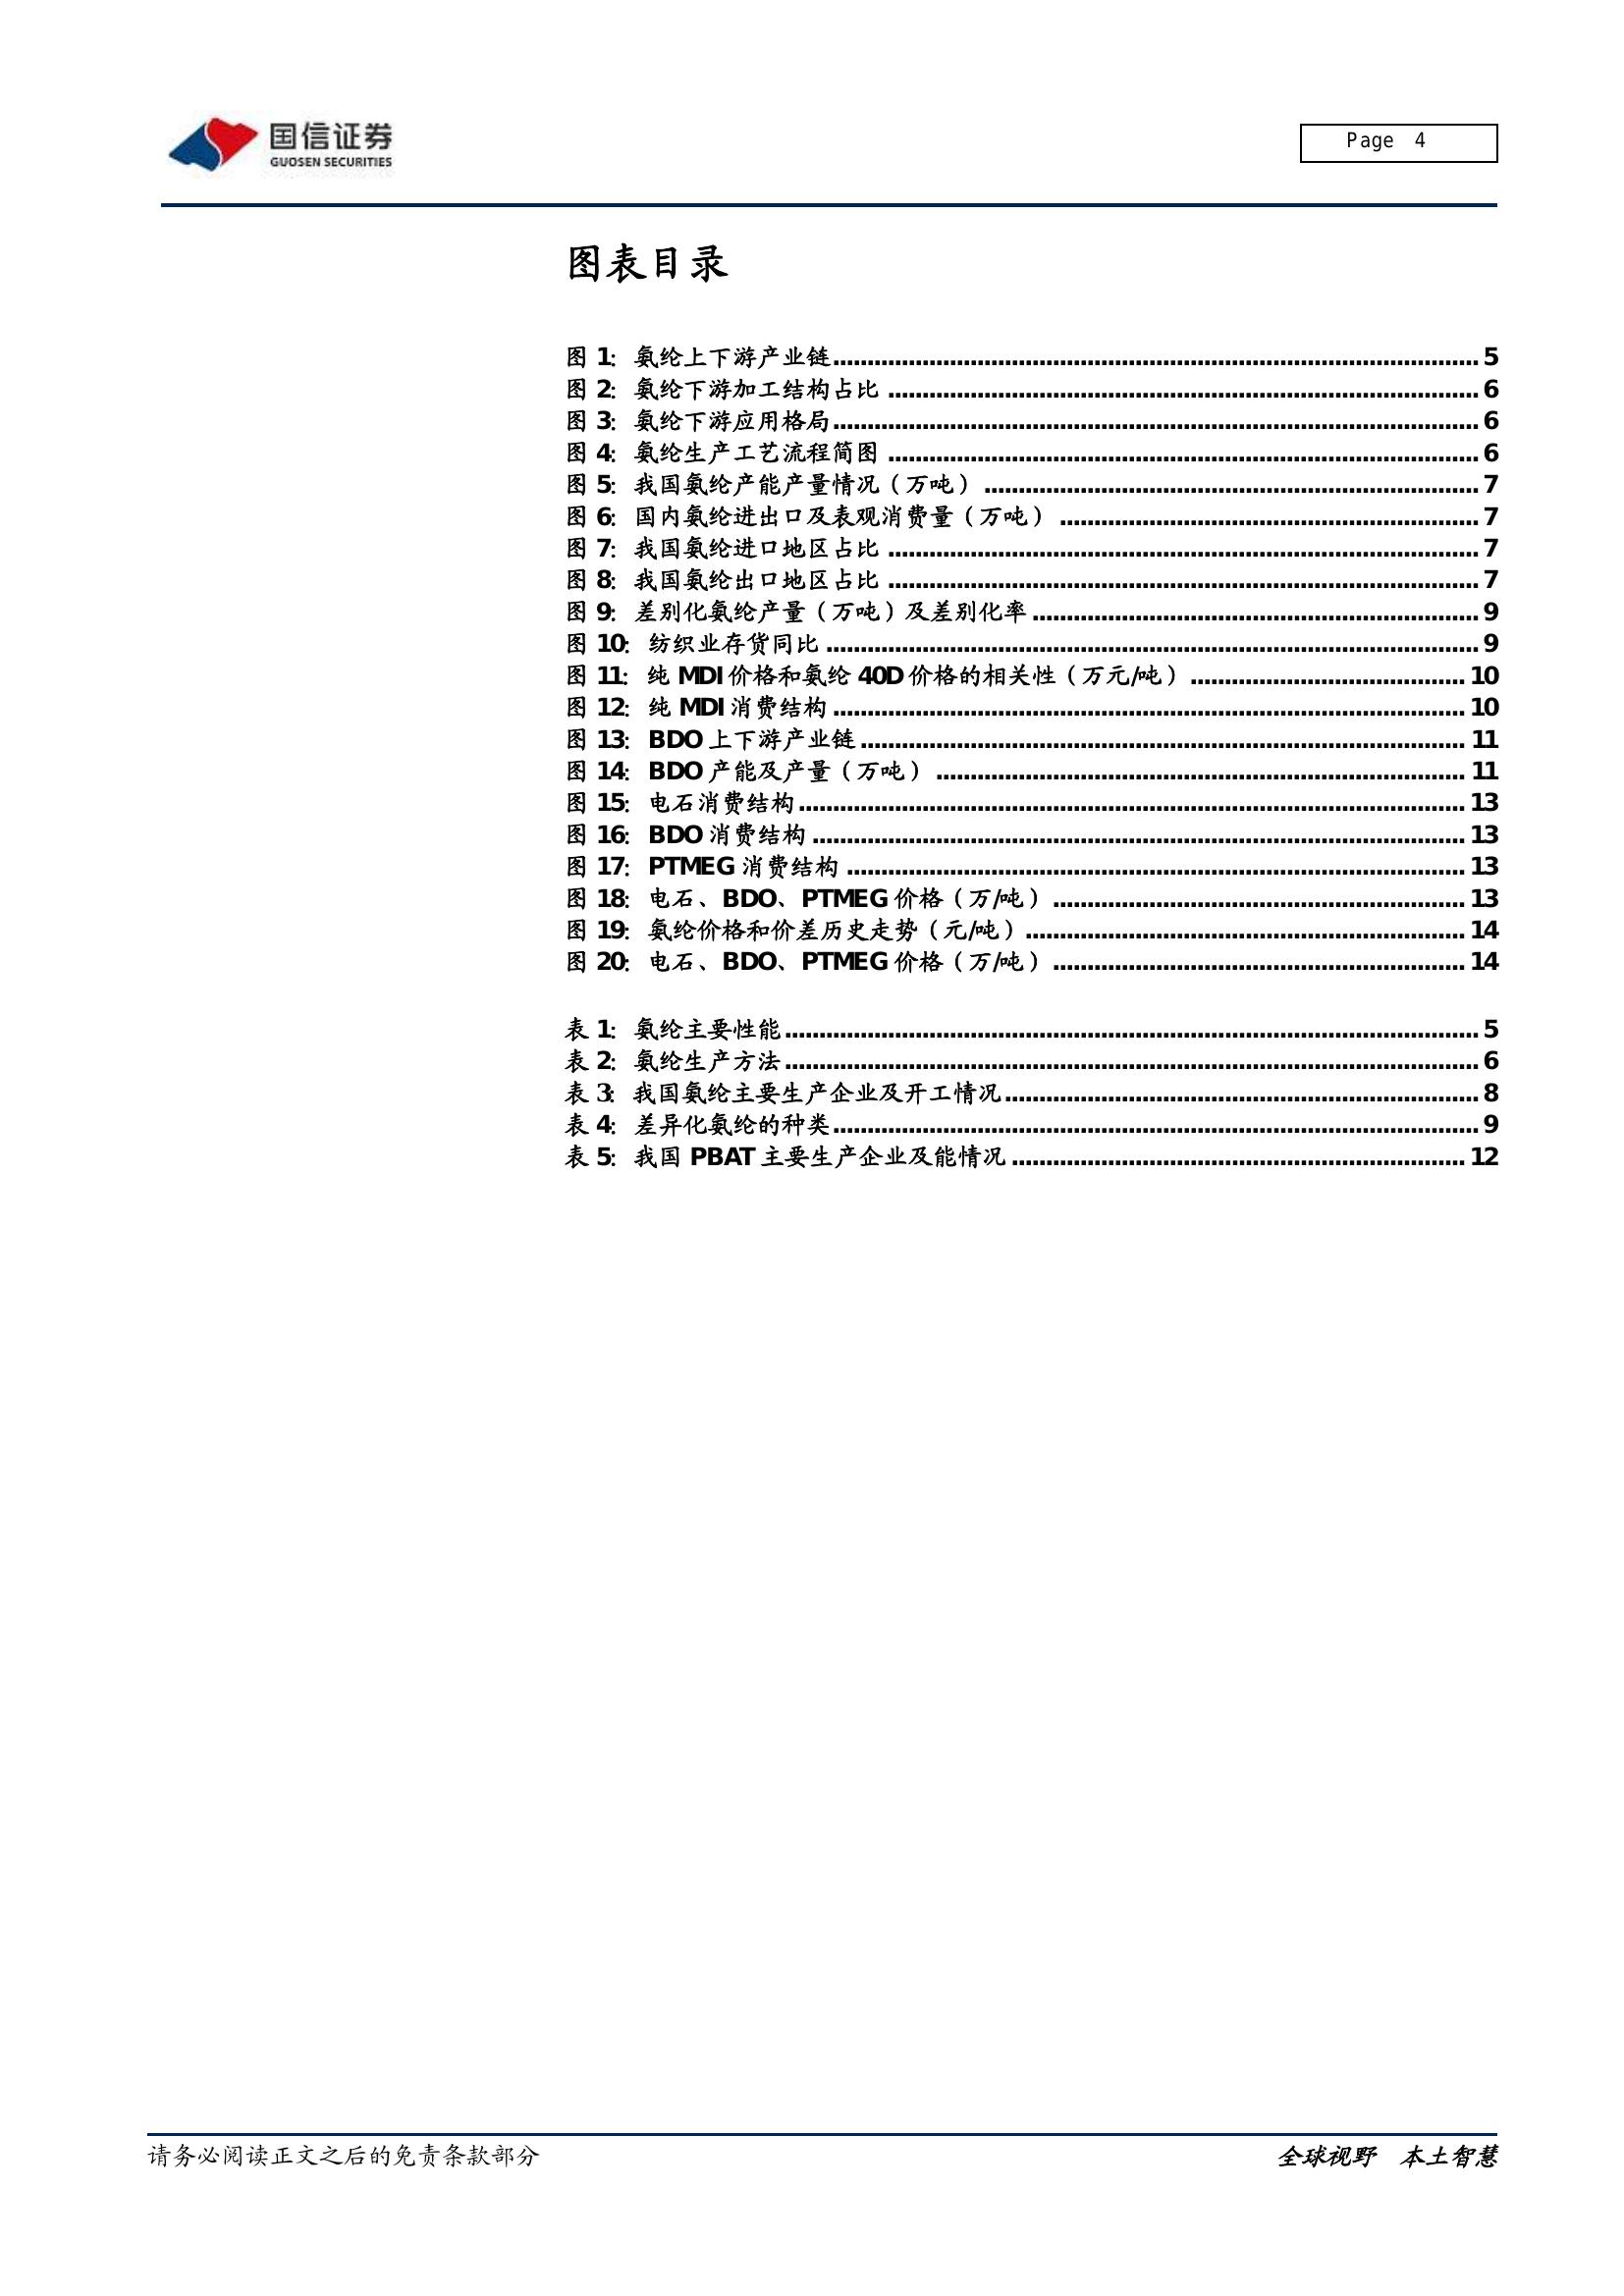 国信证券
GUOSEN SECURITIES
Page 4
图表目录
图 1: 氨纶上下游产业链 5
图 2: 氨纶下游加工结构占比 6
图 3: 氨纶下游应用格局 6
图 4: 氨纶生产工艺流程简图 6
图 5: 我国氨纶产能产量情况（万吨） 7
图 6: 国内氨纶进出口及表观消费量（万吨） 7
图 7: 我国氨纶进口地区占比 7
图 8: 我国氨纶出口地区占比 7
图 9: 差别化氨纶产量（万吨）及差别化率 9
图 10: 纺织业存货同比 9
图 11: 纯 MDI 价格和氨纶 40D 价格的相关性（万元/吨） 10
图 12: 纯 MDI 消费结构 10
图 13: BDO 上下游产业链 11
图 14: BDO 产能及产量（万吨） 11
图 15: 电石消费结构 13
图 16: BDO 消费结构 13
图 17: PTMEG 消费结构 13
图 18: 电石、BDO、PTMEG 价格（万/吨） 13
图 19: 氨纶价格和价差历史走势（元/吨） 14
图 20: 电石、BDO、PTMEG 价格（万/吨） 14
表 1: 氨纶主要性能 5
表 2: 氨纶生产方法 6
表 3: 我国氨纶主要生产企业及开工情况 8
表 4: 差异化氨纶的种类 9
表 5: 我国 PBAT 主要生产企业及能情况 12
请务必阅读正文之后的免责条款部分
全球视野 本土智慧